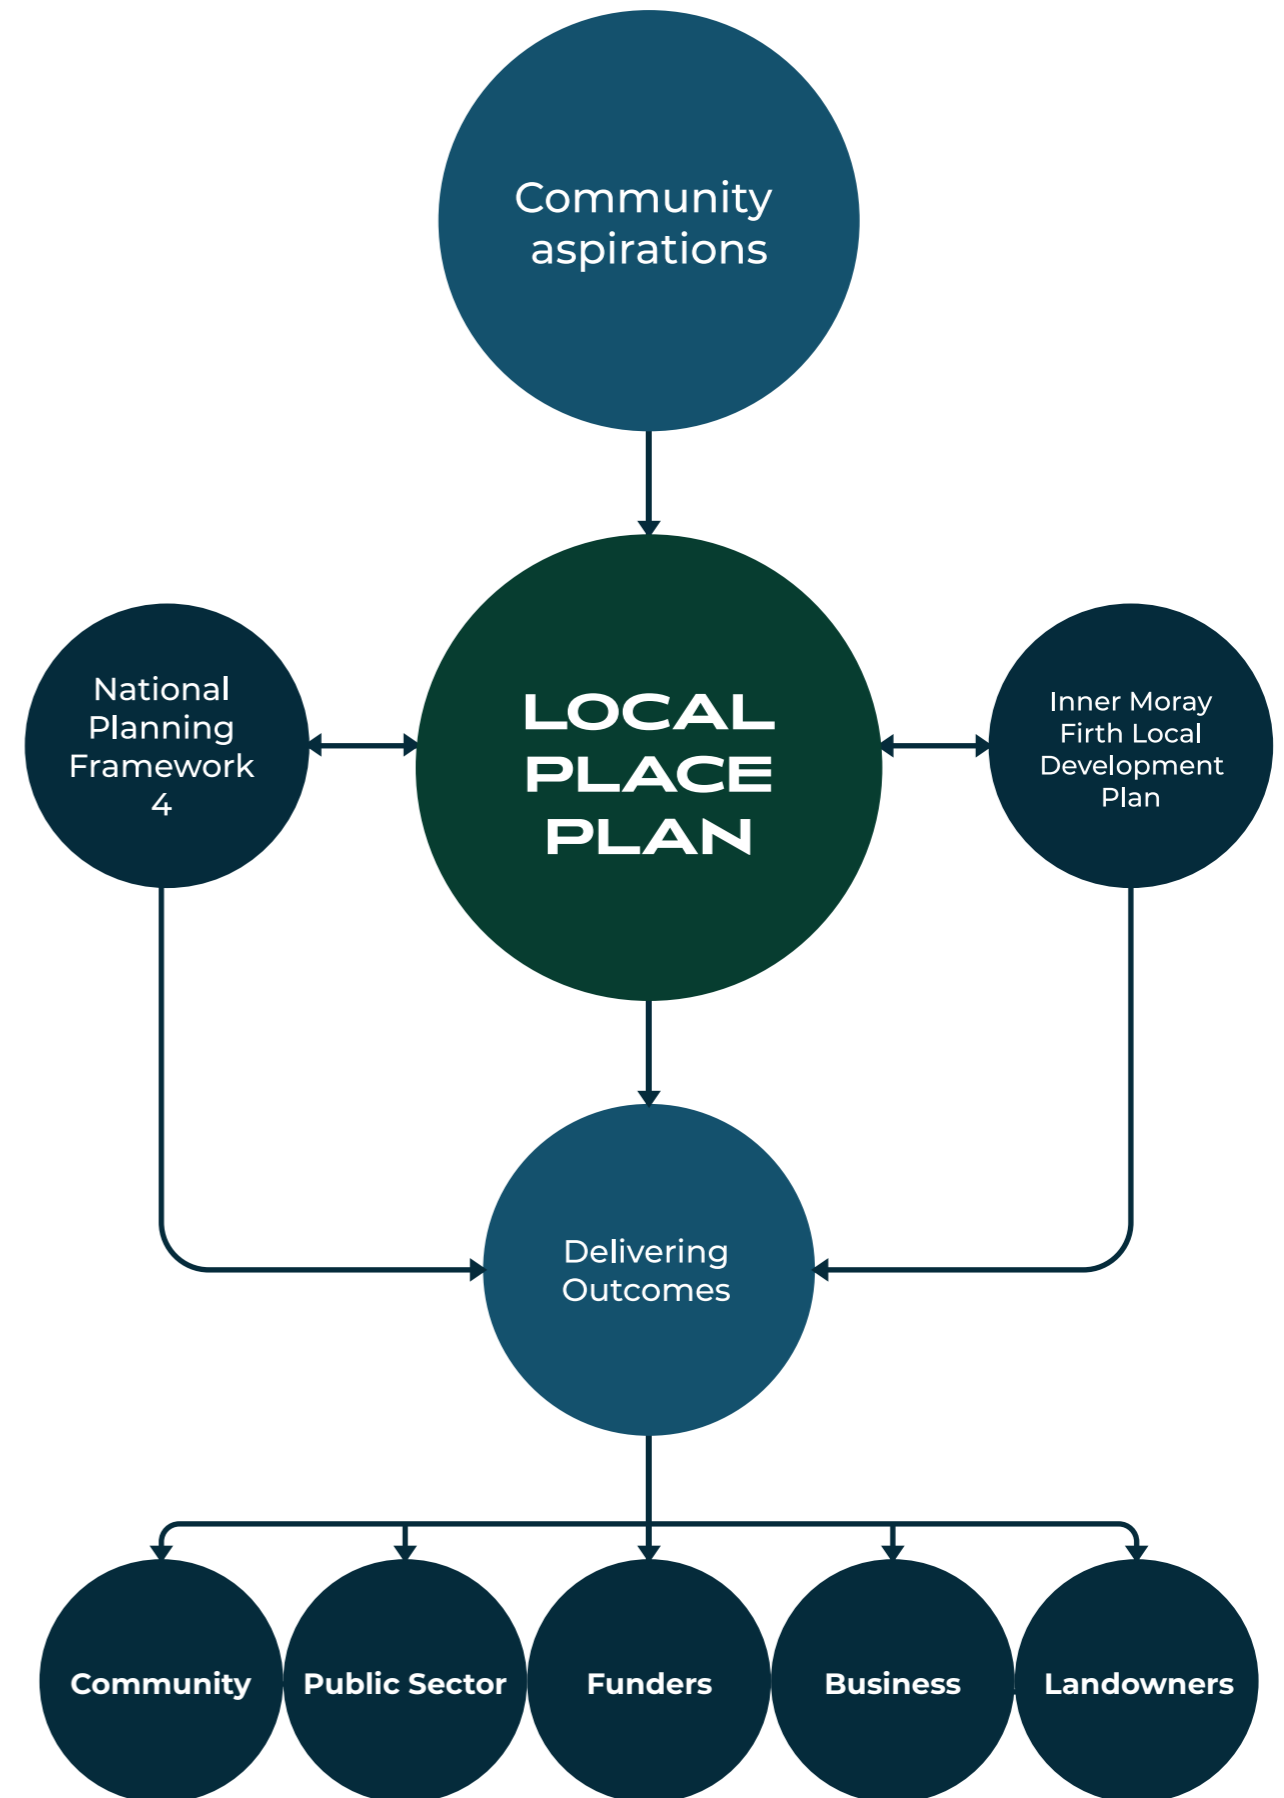 Community
aspirations
National
Planning
Framework
4
LOCAL
PLACE
PLAN
Inner Moray
Firth Local
Development
Plan
Delivering
Outcomes
Community
Public Sector
Funders
Business
Landowners